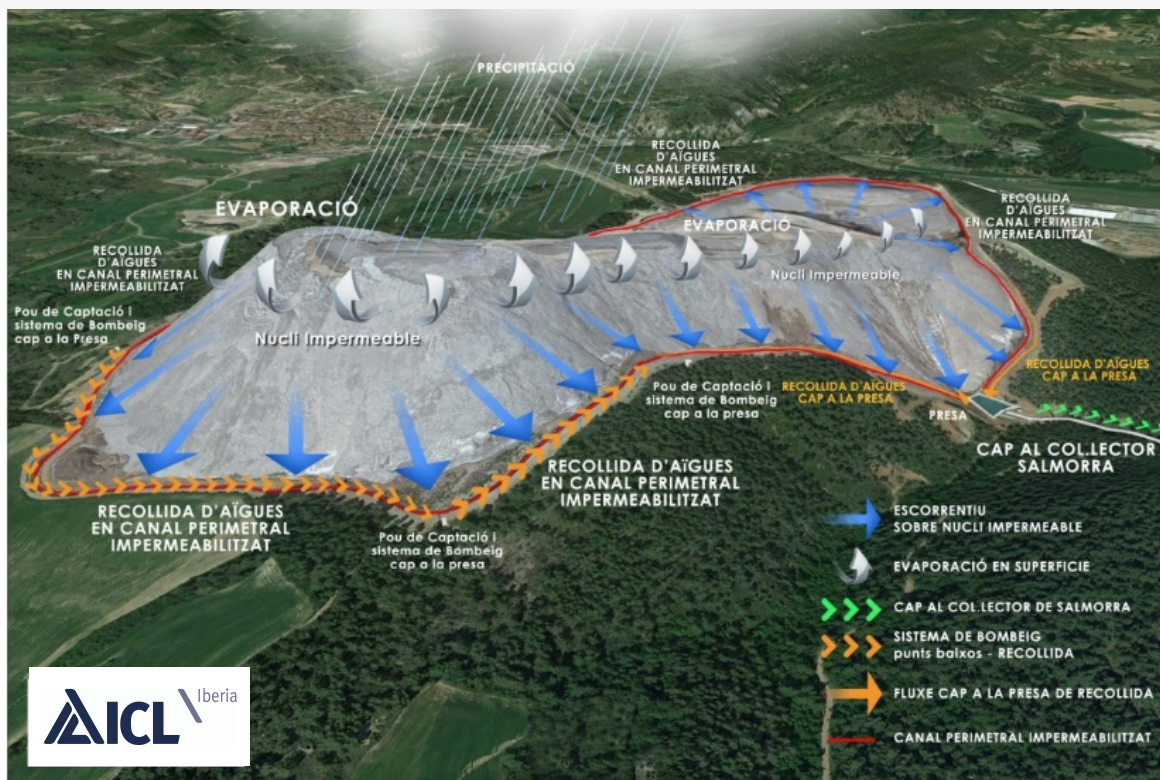 PRECIPITACIÓ
RECOLLIDA
D'AÏGUES
EN CANAL PERIMETRAL
IMPERMEABILITZAT
RECOLLIDA
D'AÏGUES
EN CANAL PERIMETRAL
IMPERMEABILITZAT
EVAPORACIÓ
EVAPORACIÓ
RECOLLIDA
D'AÏGUES
EN CANAL PERIMETRAL
IMPERMEABILITZAT
Nucli Impermeable
Pou de Captació i
sistema de Bombeig
cap a la Presa
Nucli Impermeable
RECOLLIDA D'AÏGUES
CAP A LA PRESA
Pou de Captació i
sistema de Bombeig
cap a la presa
RECOLLIDA D'AÏGUES
CAP A LA PRESA
PRESA
CAP AL COL.LECTOR
SALMORRA
RECOLLIDA D'AÏGUES
EN CANAL PERIMETRAL
IMPERMEABILITZAT
RECOLLIDA D'AÏGUES
EN CANAL PERIMETRAL
IMPERMEABILITZAT
Pou de Captació i
sistema de Bombeig
cap a la presa
ESCORRENTIU
SOBRE NUCLI IMPERMEABLE
EVAPORACIÓ EN SUPERFICIE
CAP AL COL.LECTOR DE SALMORRA
SISTEMA DE BOMBEIG
punts baixos - RECOLLIDA
FLUXE CAP A LA PRESA DE RECOLLIDA
CANAL PERIMETRAL IMPERMEABILITZAT
ICL Iberia